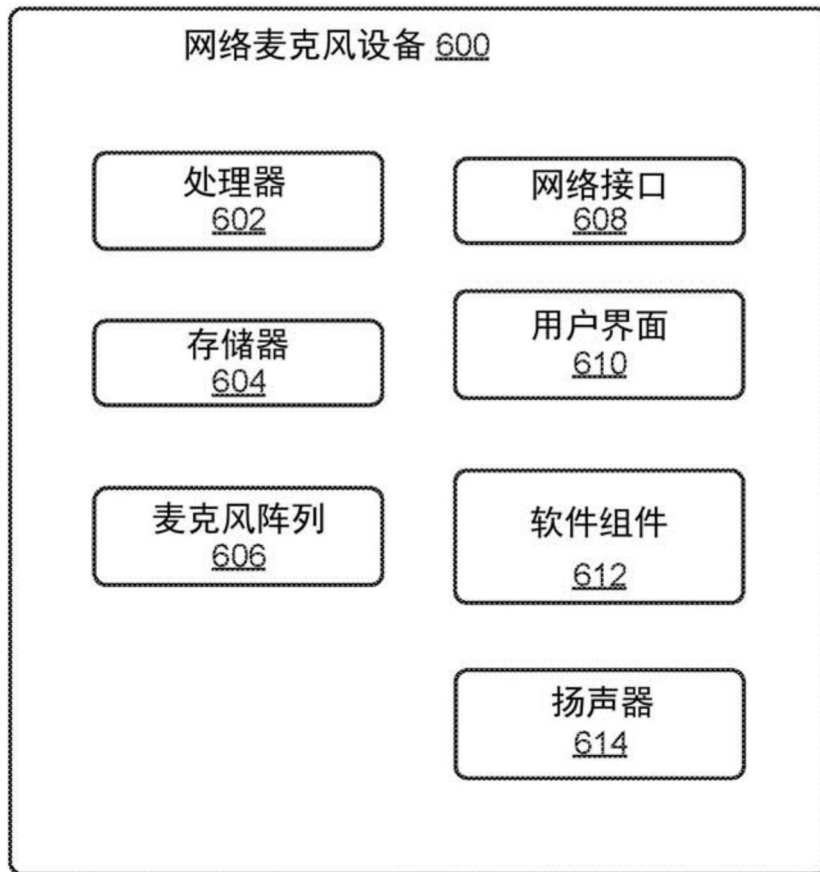 网络麦克风设备 600
处理器
602
网络接口
608
存储器
604
用户界面
610
麦克风阵列
606
软件组件
612
扬声器
614